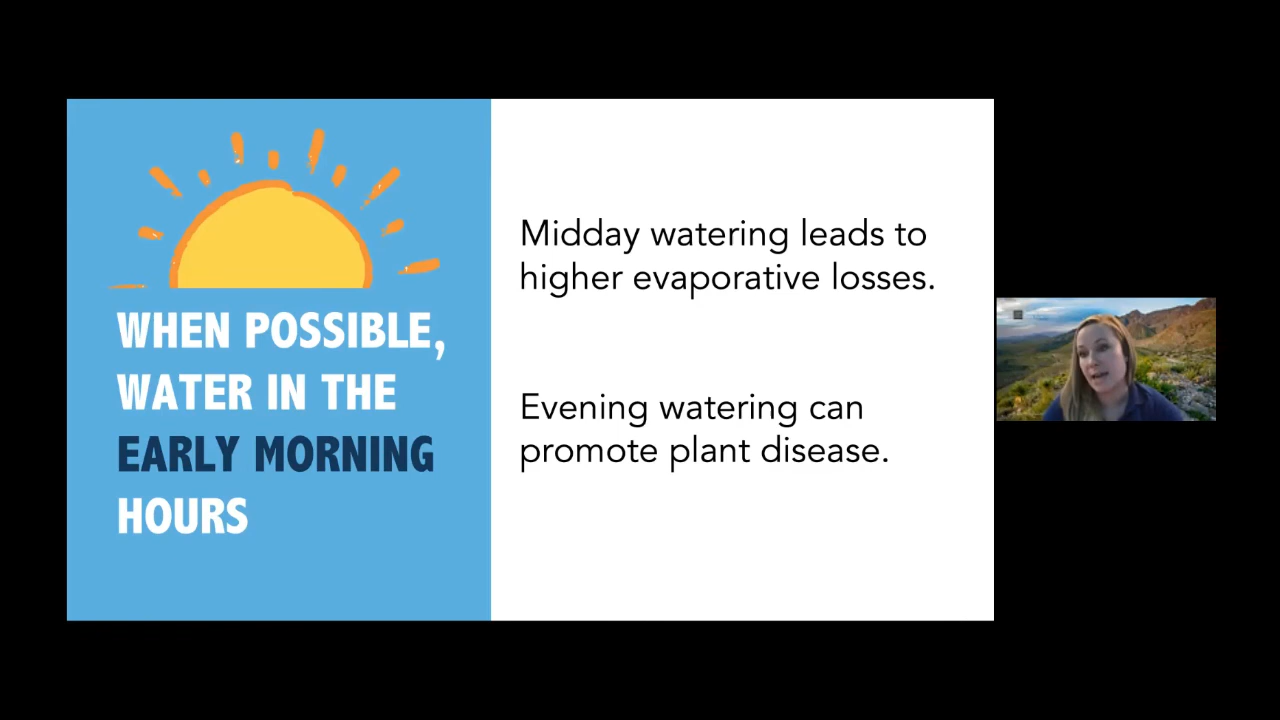 WHEN POSSIBLE,
WATER IN THE
EARLY MORNING
HOURS
Midday watering leads to
higher evaporative losses.
Evening watering can
promote plant disease.